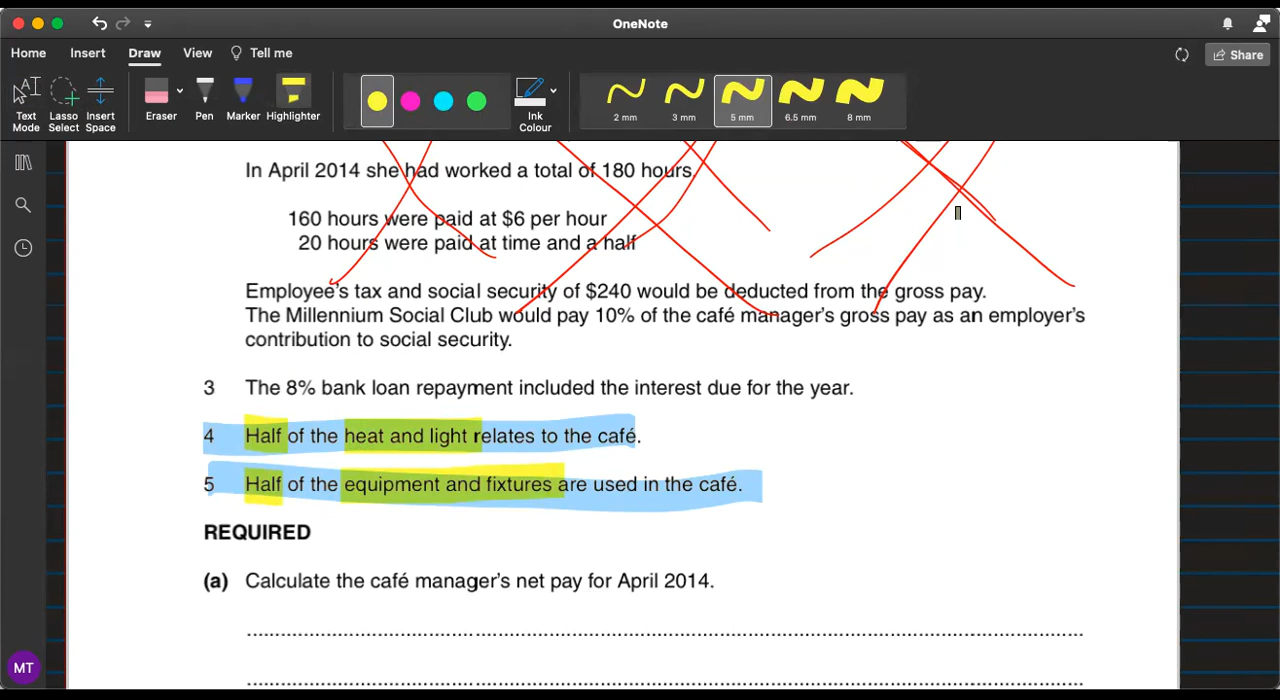 OneNote
Home Insert Draw View Tell me
Share
Text Mode
Lasso Select
Insert Space
Eraser
Pen
Marker
Highlighter
Ink Colour
2 mm
3 mm
5 mm
6.5 mm
8 mm
In April 2014 she had worked a total of 180 hours.
160 hours were paid at $6 per hour
20 hours were paid at time and a half
Employee's tax and social security of $240 would be deducted from the gross pay.
The Millennium Social Club would pay 10% of the café manager's gross pay as an employer's
contribution to social security.
3 The 8% bank loan repayment included the interest due for the year.
4 Half of the heat and light relates to the café.
5 Half of the equipment and fixtures are used in the café.
REQUIRED
(a) Calculate the café manager's net pay for April 2014.
MT